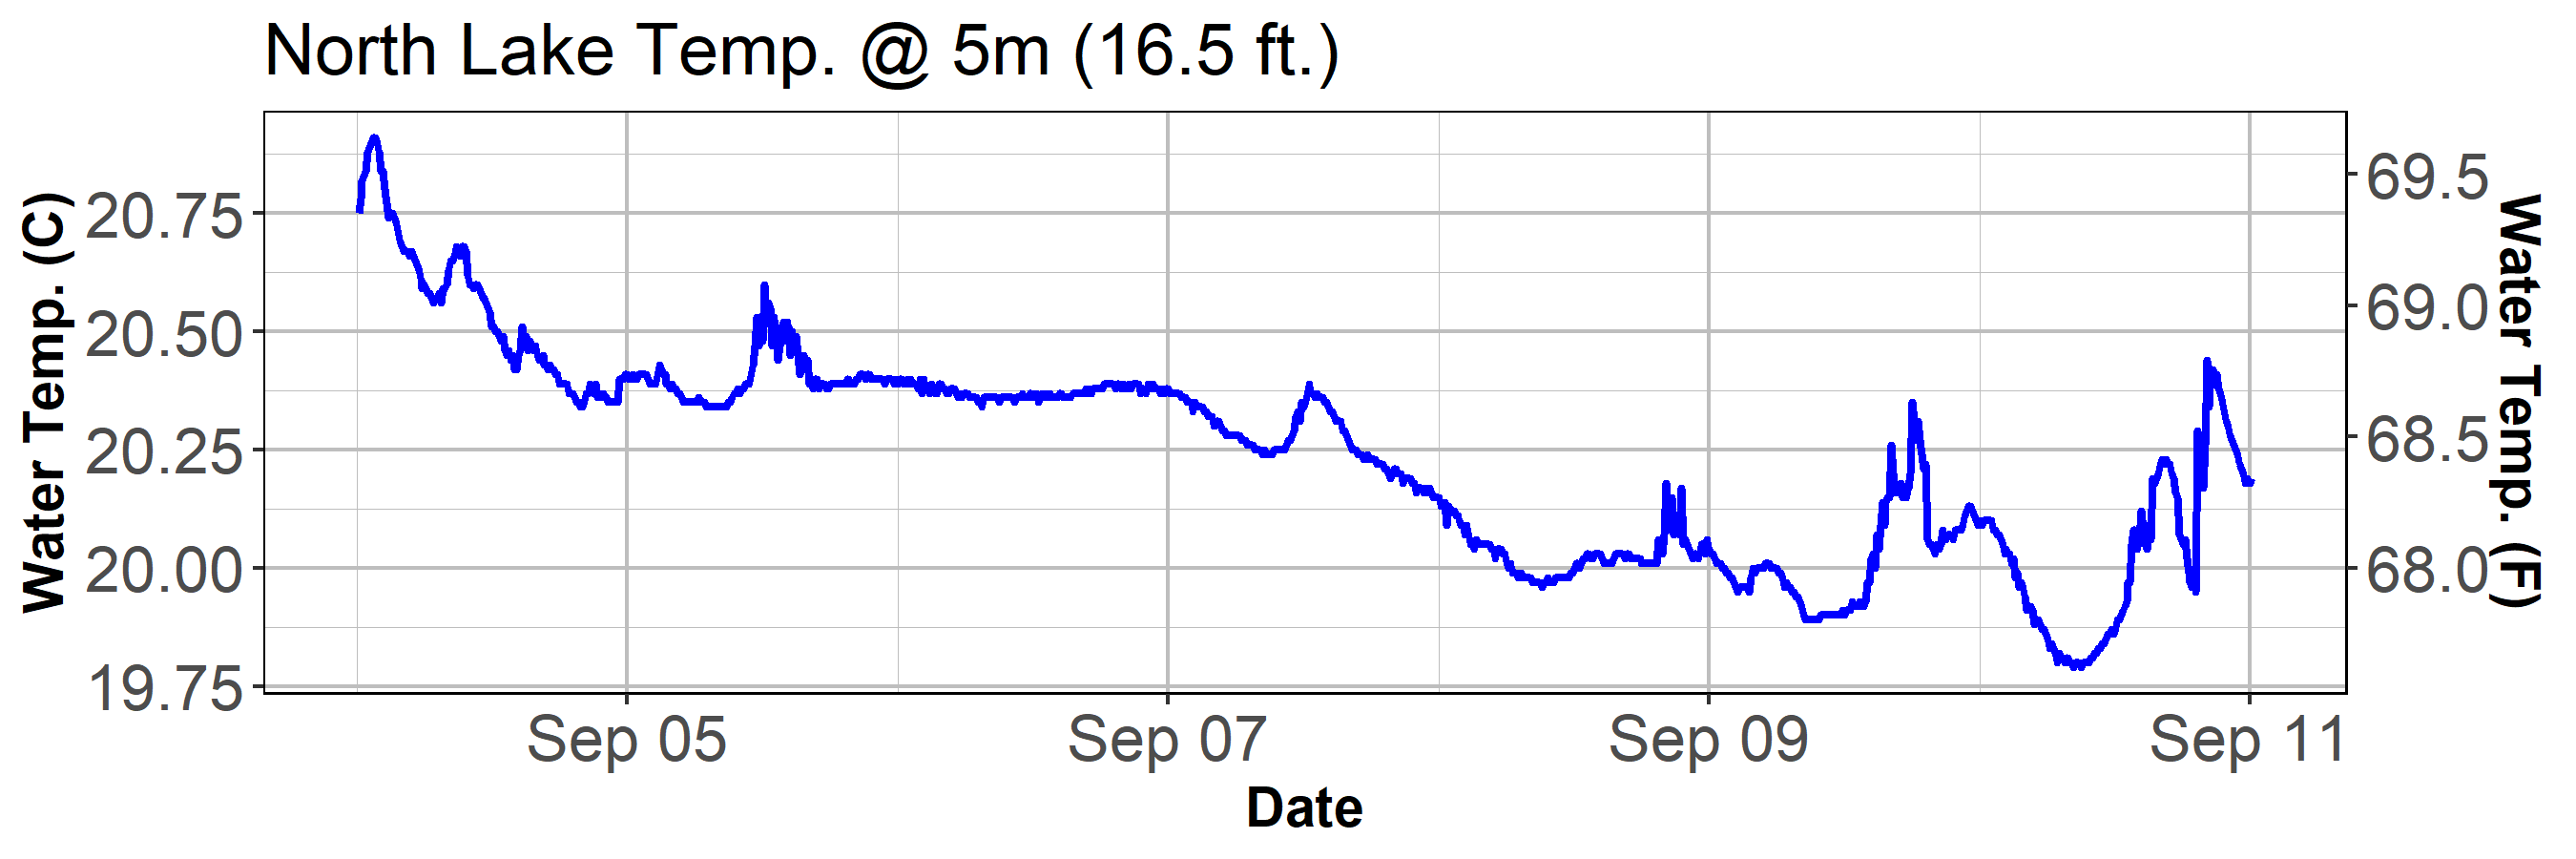 North Lake Temp. @ 5m (16.5 ft.)
Water Temp. (C)
20.75
20.50
20.25
20.00
19.75
69.5
69.0
68.5
68.0
Water Temp. (F)
Sep 05
Sep 07
Sep 09
Sep 11
Date